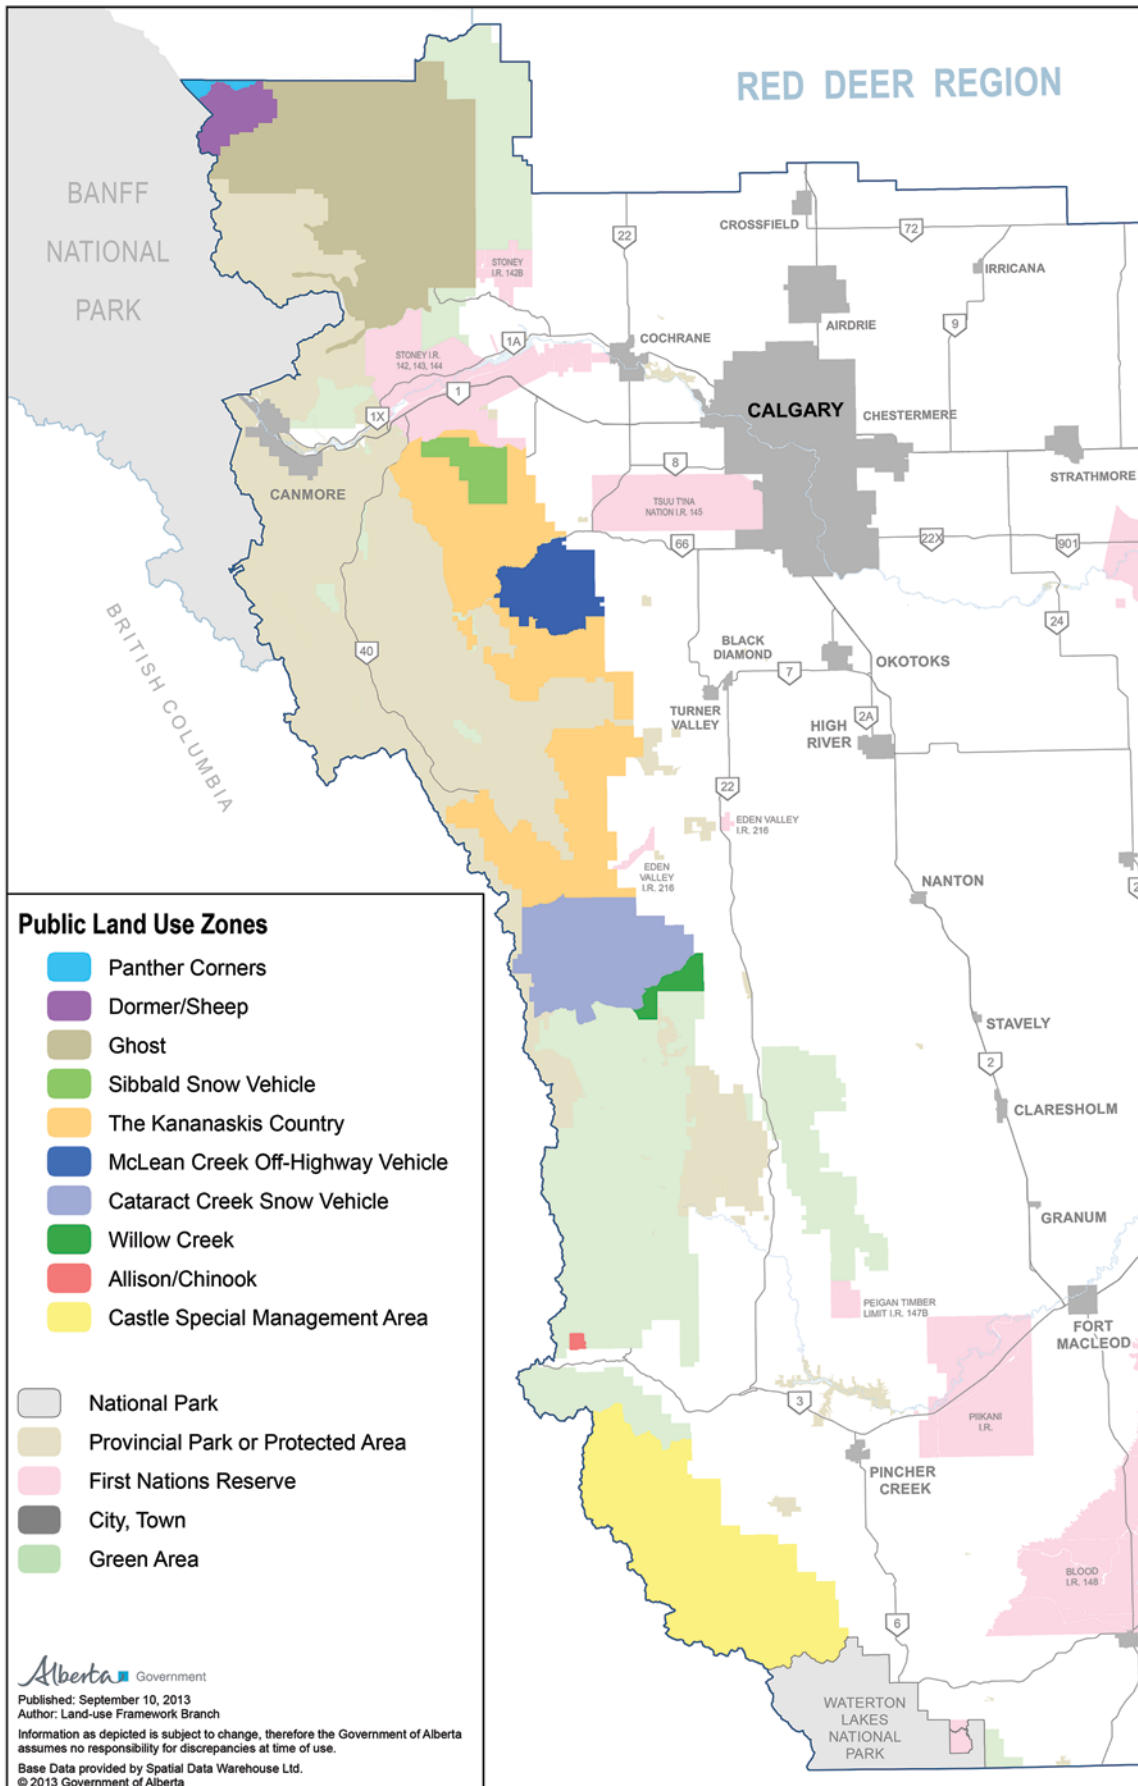 RED DEER REGION
BANFF
NATIONAL
PARK
CROSSFIELD
22
72
STONEY
I.R. 142B
IRRICANA
AIRDRIE
9
COCHRANE
1A
STONEY I.R.
142, 143, 144
1
1X
CALGARY
CHESTERMERE
8
STRATHMORE
CANMORE
TSUU T'INA
NATION I.R. 145
66
22X
901
BRITISH COLUMBIA
24
40
BLACK
DIAMOND
7
OKOTOKS
TURNER
VALLEY
2A
HIGH
RIVER
22
EDEN VALLEY
I.R. 216
EDEN
VALLEY
I.R. 216
NANTON
2
STAVELY
2
CLARESHOLM
GRANUM
PEIGAN TIMBER
LIMIT I.R. 147B
FORT
MACLEOD
3
PIIKANI
I.R.
PINCHER
CREEK
BLOOD
I.R. 148
6
WATERTON
LAKES
NATIONAL
PARK
Public Land Use Zones
Panther Corners
Dormer/Sheep
Ghost
Sibbald Snow Vehicle
The Kananaskis Country
McLean Creek Off-Highway Vehicle
Cataract Creek Snow Vehicle
Willow Creek
Allison/Chinook
Castle Special Management Area
National Park
Provincial Park or Protected Area
First Nations Reserve
City, Town
Green Area
Alberta Government
Published: September 10, 2013
Author: Land-use Framework Branch
Information as depicted is subject to change, therefore the Government of Alberta
assumes no responsibility for discrepancies at time of use.
Base Data provided by Spatial Data Warehouse Ltd.
© 2013 Government of Alberta